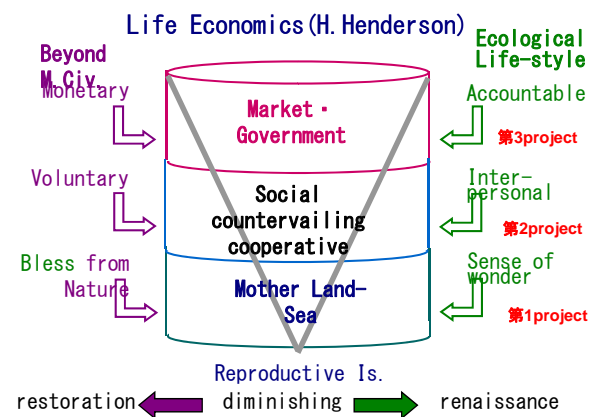 Life Economics(H.Henderson)
Beyond
M.Civ.
Ecological
Life-style
Monetary
Market・
Government
Accountable
第3project
Voluntary
Social
countervailing
cooperative
Inter-
personal
第2project
Bless from
Nature
Mother Land-
Sea
Sense of
wonder
第1project
Reproductive Is.
restoration
diminishing
renaissance